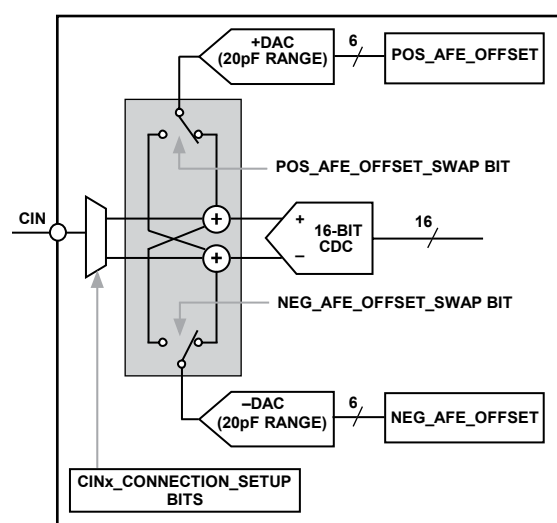 +DAC
(20pF RANGE)
6
POS_AFE_OFFSET
POS_AFE_OFFSET_SWAP BIT
CIN
+
+
16-BIT
CDC
16
+
–
NEG_AFE_OFFSET_SWAP BIT
–DAC
(20pF RANGE)
6
NEG_AFE_OFFSET
CINx_CONNECTION_SETUP
BITS